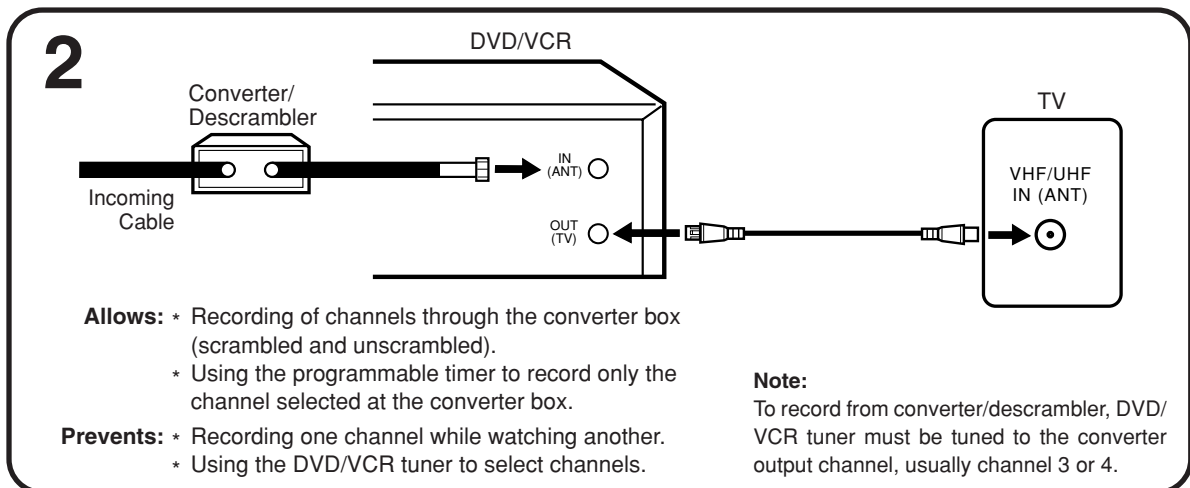 2
DVD/VCR
Converter/
Descrambler
TV
IN
(ANT)
VHF/UHF
IN (ANT)
Incoming
Cable
OUT
(TV)
Allows: * Recording of channels through the converter box
(scrambled and unscrambled).
* Using the programmable timer to record only the
channel selected at the converter box.
Prevents: * Recording one channel while watching another.
* Using the DVD/VCR tuner to select channels.
Note:
To record from converter/descrambler, DVD/
VCR tuner must be tuned to the converter
output channel, usually channel 3 or 4.